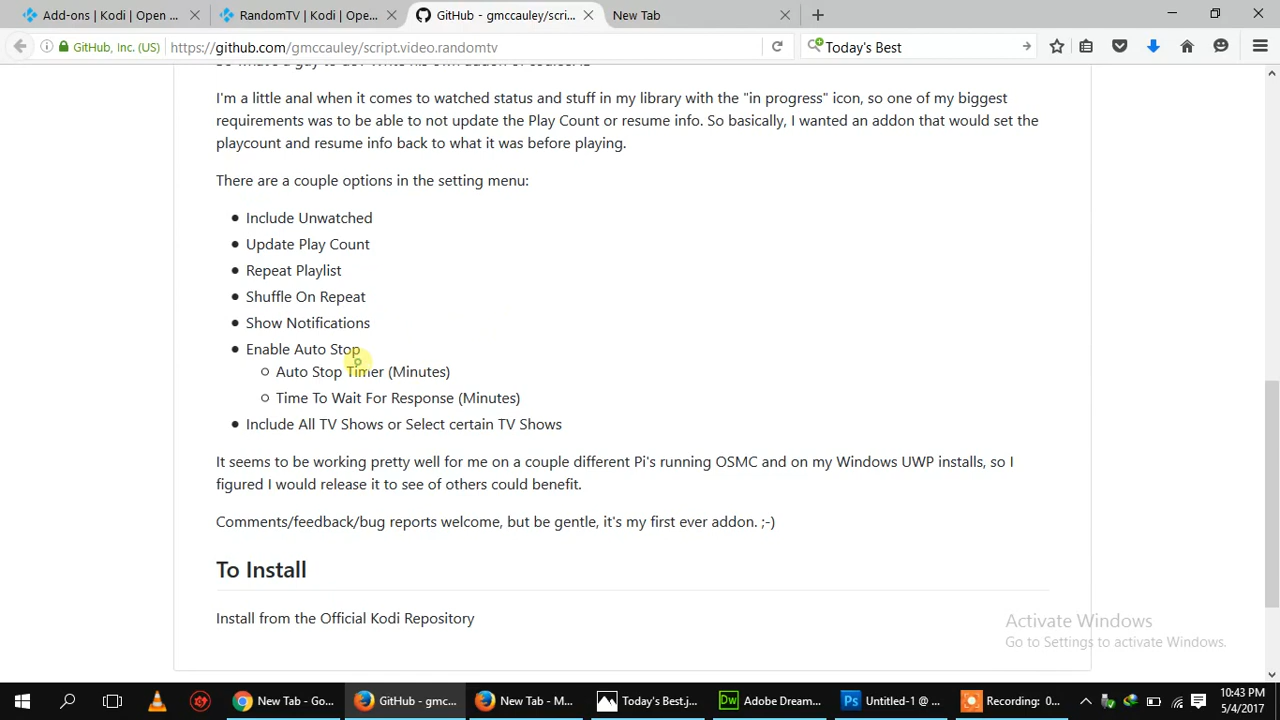 Add-ons | Kodi | Open ...
RandomTV | Kodi | Open ...
GitHub - gmccauley/scri...
New Tab
GitHub, Inc. (US)
https://github.com/gmccauley/script.video.randomtv
Today's Best
I'm a little anal when it comes to watched status and stuff in my library with the "in progress" icon, so one of my biggest
requirements was to be able to not update the Play Count or resume info. So basically, I wanted an addon that would set the
playcount and resume info back to what it was before playing.
There are a couple options in the setting menu:
Include Unwatched
Update Play Count
Repeat Playlist
Shuffle On Repeat
Show Notifications
Enable Auto Stop
Auto Stop Timer (Minutes)
Time To Wait For Response (Minutes)
Include All TV Shows or Select certain TV Shows
It seems to be working pretty well for me on a couple different Pi's running OSMC and on my Windows UWP installs, so I
figured I would release it to see of others could benefit.
Comments/feedback/bug reports welcome, but be gentle, it's my first ever addon. ;-)
To Install
Install from the Official Kodi Repository
Activate Windows
Go to Settings to activate Windows.
New Tab - Go...
GitHub - gmc...
New Tab - M...
Today's Best.j...
Dw Adobe Dream...
Ps Untitled-1 @ ...
Recording: 0...
10:43 PM
5/4/2017